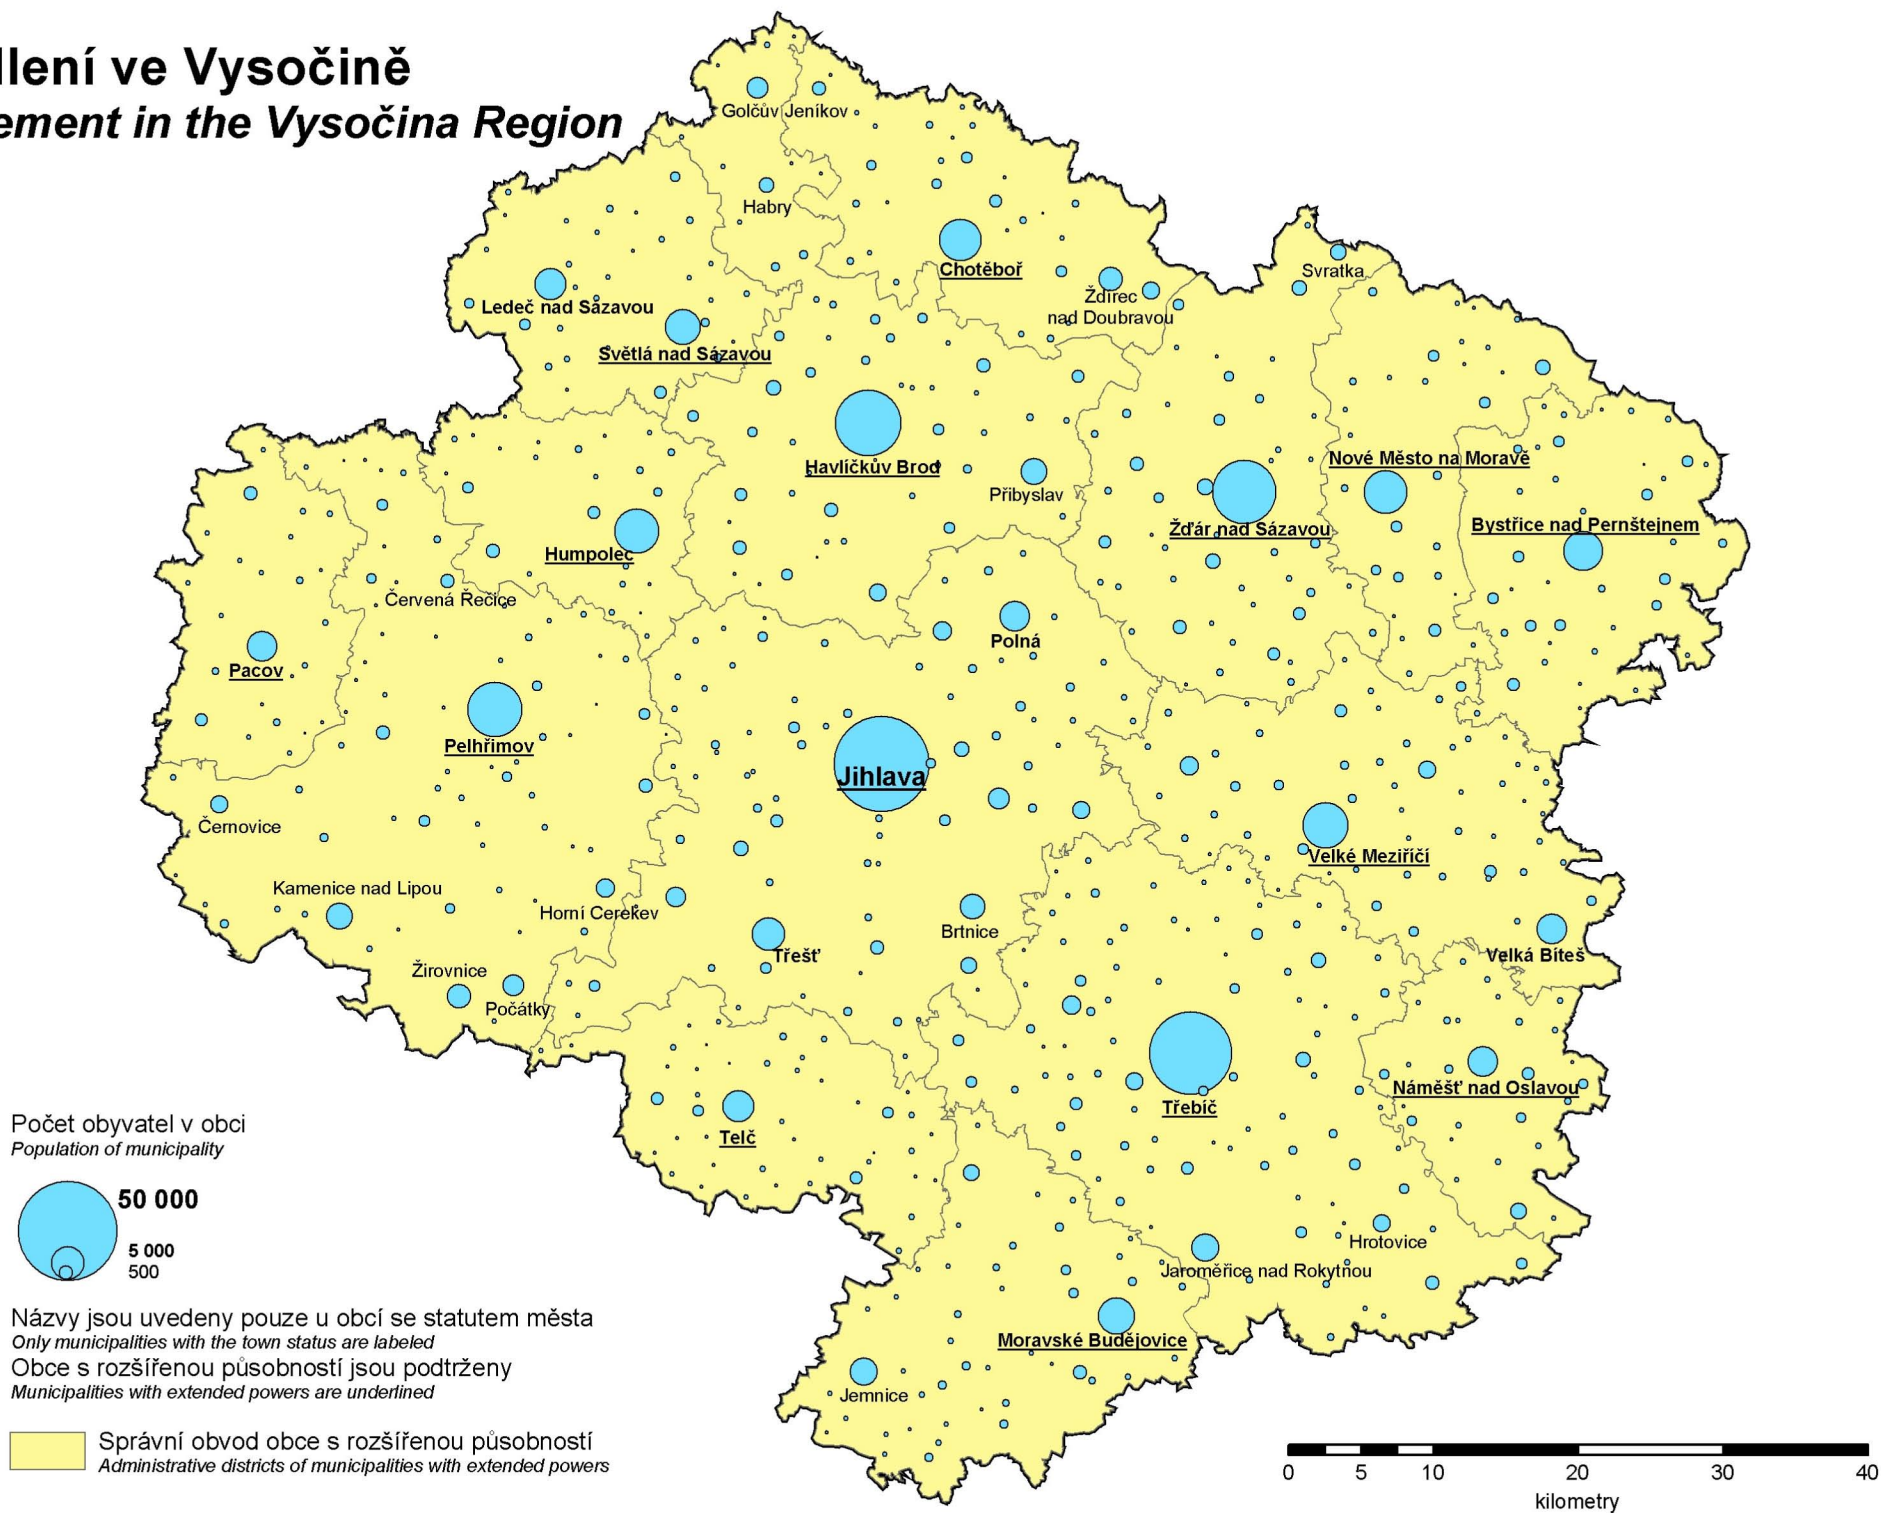 llení ve Vysočině
ement in the Vysočina Region
Golčův Jeníkov
Habry
Chotěboř
Svratka
Ždírec
nad Doubravou
Ledeč nad Sázavou
Světlá nad Sázavou
Havlíčkův Brod
Přibyslav
Nové Město na Moravě
Žďár nad Sázavou
Bystřice nad Pernštejnem
Humpolec
Červená Řečice
Polná
Pacov
Pelhřimov
Jihlava
Černovice
Velké Meziříčí
Kamenice nad Lipou
Horní Cerekev
Brtnice
Třešť
Velká Bíteš
Žirovnice
Počátky
Náměšť nad Oslavou
Třebíč
Telč
Hrotovice
Jaroměřice nad Rokytnou
Moravské Budějovice
Jemnice
Počet obyvatel v obci
Population of municipality
50 000
5 000
500
Názvy jsou uvedeny pouze u obcí se statutem města
Only municipalities with the town status are labeled
Obce s rozšířenou působností jsou podtrženy
Municipalities with extended powers are underlined
Správní obvod obce s rozšířenou působností
Administrative districts of municipalities with extended powers
0 5 10 20 30 40
kilometry